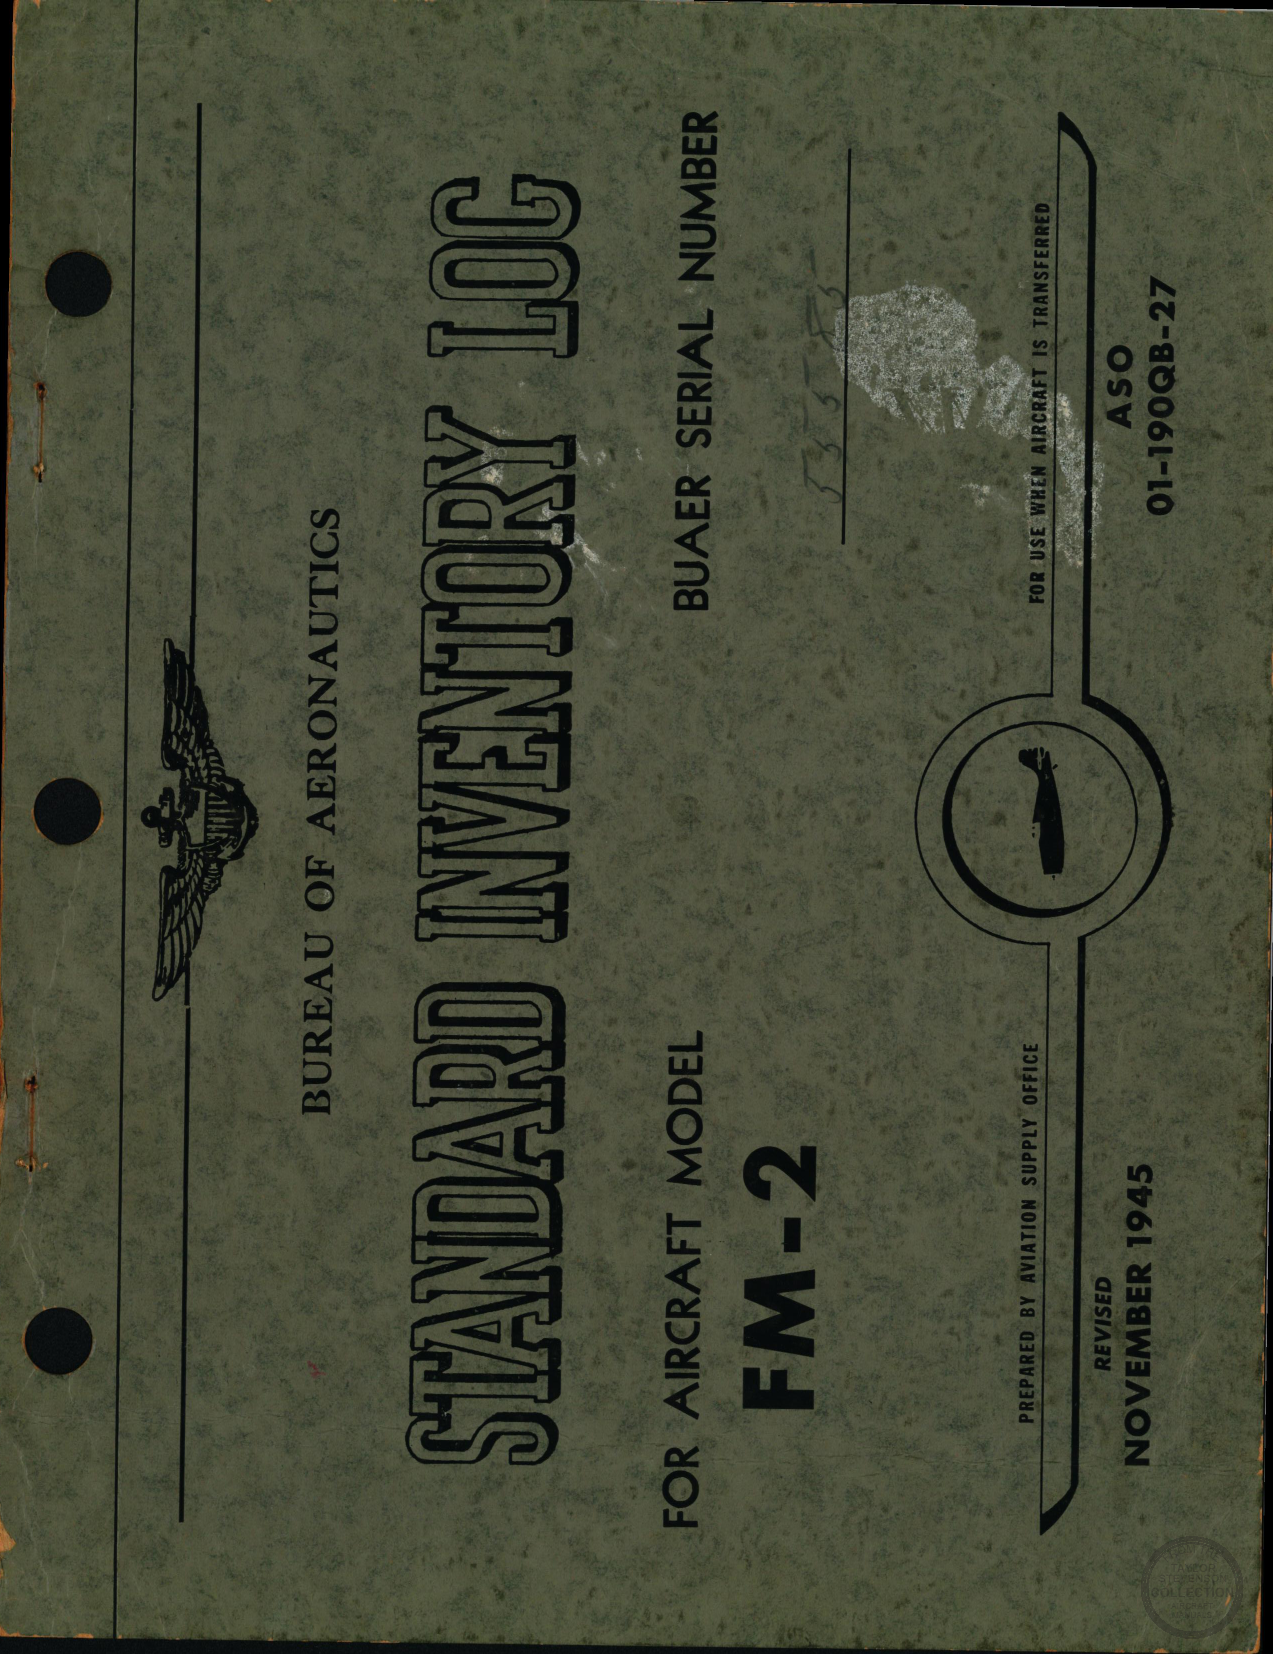 BUREAU OF AERONAUTICS
STANDARD INVENTORY LOG
FOR AIRCRAFT MODEL
FM-2
BUAER SERIAL NUMBER
PREPARED BY AVIATION SUPPLY OFFICE
FOR USE WHEN AIRCRAFT IS TRANSFERRED
REVISED
NOVEMBER 1945
ASO
01-190QB-27
COLLECTION